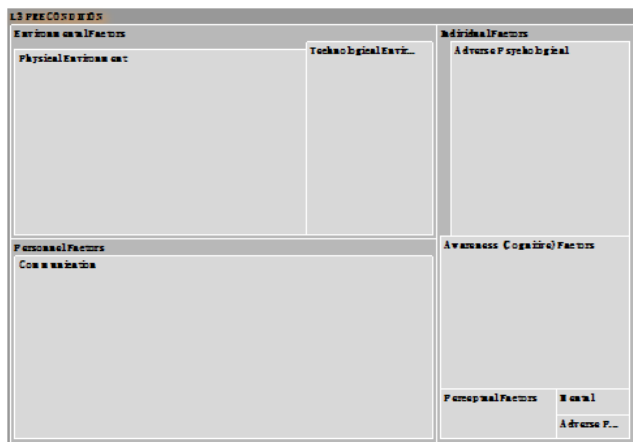 L3 PRECONDITION
Environmental Factors
Physical Environment
Technological Envir...
Individual Factors
Adverse Psychological
Personnel Factors
Communication
Awareness (Cognitive) Factors
Perceptual Factors
Mental
Adverse P...